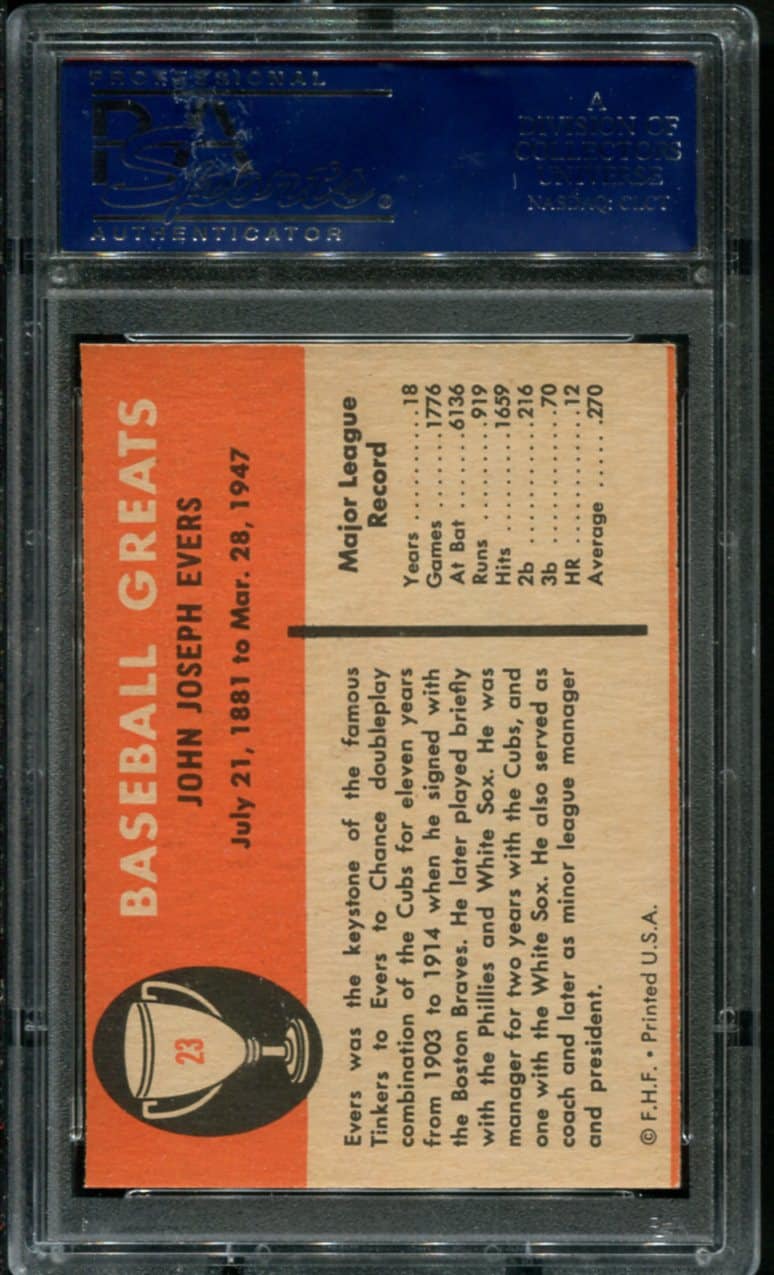 PROFESSIONAL
PSA
Sports®
AUTHENTICATOR
A
DIVISION OF
COLLECTORS
UNIVERSE
NASDAQ: CLCT
23
BASEBALL GREATS
JOHN JOSEPH EVERS
July 21, 1881 to Mar. 28, 1947
Evers was the keystone of the famous
Tinkers to Evers to Chance doubleplay
combination of the Cubs for eleven years
from 1903 to 1914 when he signed with
the Boston Braves. He later played briefly
with the Phillies and White Sox. He was
manager for two years with the Cubs, and
one with the White Sox. He also served as
coach and later as minor league manager
and president.
Major League
Record
Years ..........18
Games .......1776
At Bat .......6136
Runs .........919
Hits .........1659
2b ...........216
3b ............70
HR ............12
Average ..... .270
© F.H.F. • Printed U.S.A.